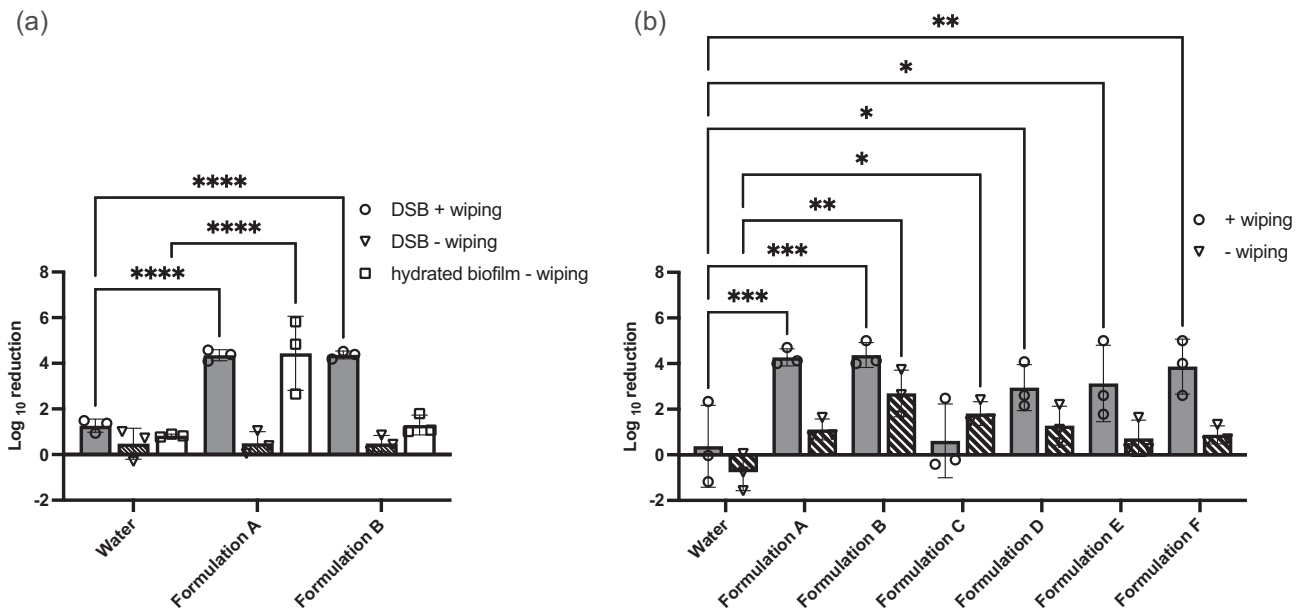 (a)
****
****
****
DSB + wiping
DSB - wiping
hydrated biofilm - wiping
Log 10 reduction
8
6
4
2
0
-2
Water
Formulation A
Formulation B
(b)
**
*
*
*
**
***
***
+ wiping
- wiping
Log 10 reduction
8
6
4
2
0
-2
Water
Formulation A
Formulation B
Formulation C
Formulation D
Formulation E
Formulation F